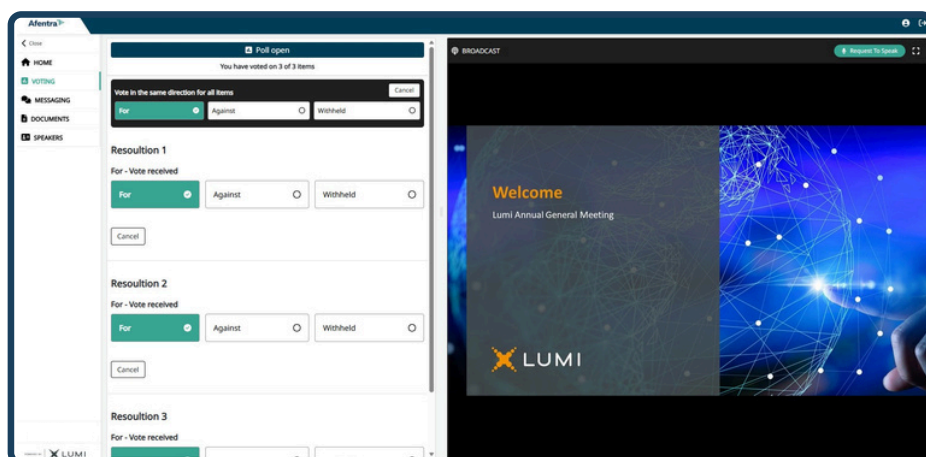 Afentra
Close
HOME
VOTING
MESSAGING
DOCUMENTS
SPEAKERS
LUMI
Poll open
You have voted on 3 of 3 items
Vote in the same direction for all items
Cancel
For
Against
Withheld
Resoultion 1
For - Vote received
For
Against
Withheld
Cancel
Resoultion 2
For - Vote received
For
Against
Withheld
Cancel
Resoultion 3
For - Vote received
BROADCAST
Request To Speak
Welcome
Lumi Annual General Meeting
LUMI